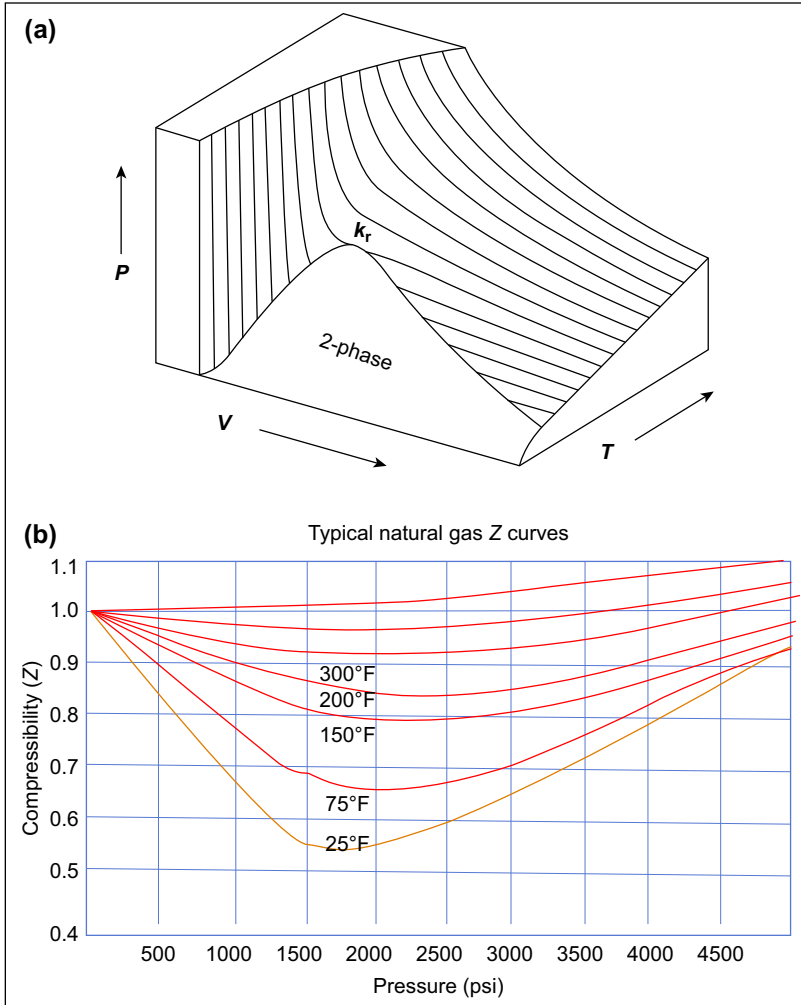 (a)
P
k_r
2-phase
V
T
(b)
Typical natural gas Z curves
Compressibility (Z)
1.1
1.0
0.9
0.8
0.7
0.6
0.5
0.4
300°F
200°F
150°F
75°F
25°F
500 1000 1500 2000 2500 3000 3500 4000 4500
Pressure (psi)